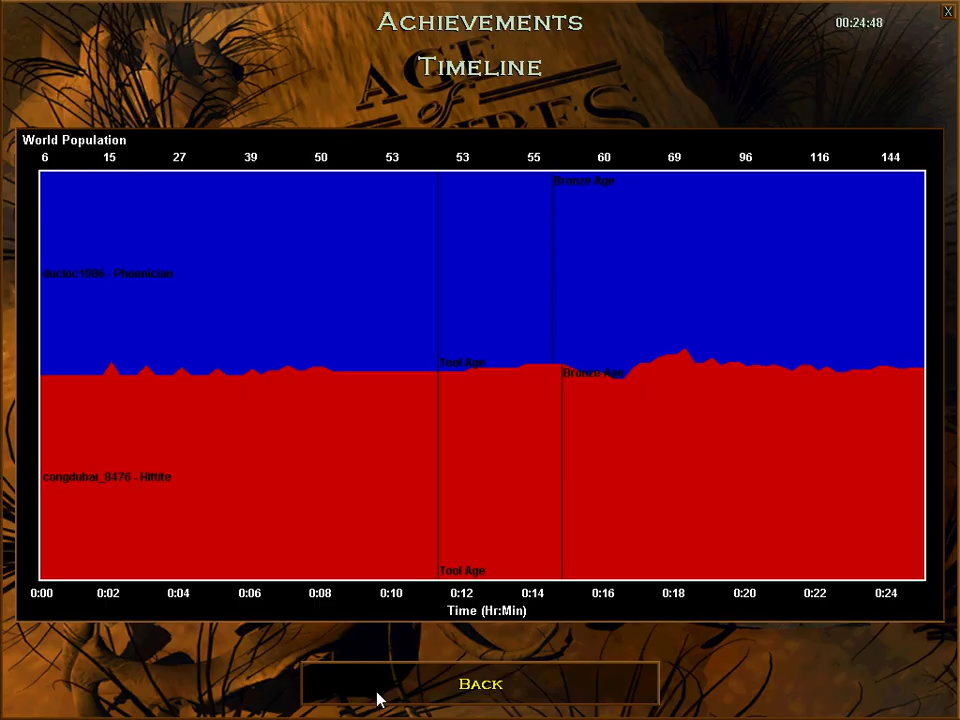 ACHIEVEMENTS
00:24:48
X
TIMELINE
AGE
of
World Population
6 15 27 39 50 53 53 55 60 69 96 116 144
Bronze Age
- Phoenician
Tool Age
Bronze Age
congdubai_8476 - Hittite
Tool Age
0:00 0:02 0:04 0:06 0:08 0:10 0:12 0:14 0:16 0:18 0:20 0:22 0:24
Time (Hr:Min)
BACK